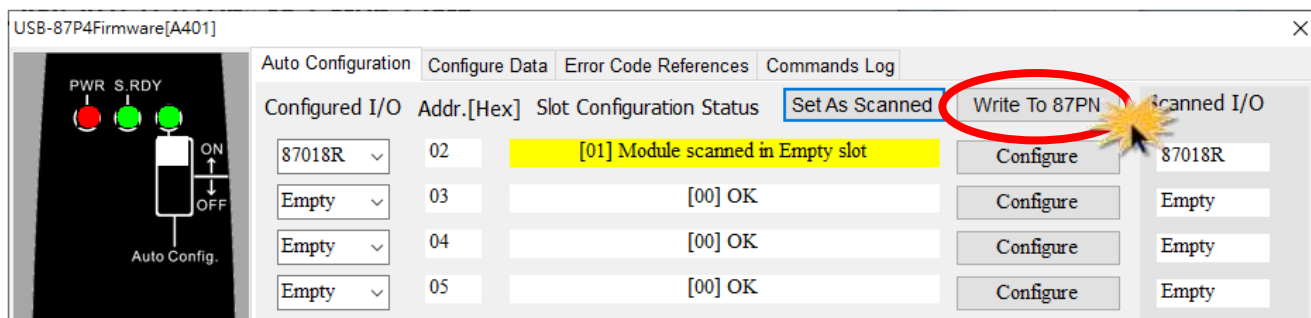 USB-87P4Firmware[A401]
PWR S.RDY
ON
OFF
Auto Config.
Auto Configuration Configure Data Error Code References Commands Log
Configured I/O Addr.[Hex] Slot Configuration Status Set As Scanned Write To 87PN Scanned I/O
87018R 02 [01] Module scanned in Empty slot Configure 87018R
Empty 03 [00] OK Configure Empty
Empty 04 [00] OK Configure Empty
Empty 05 [00] OK Configure Empty